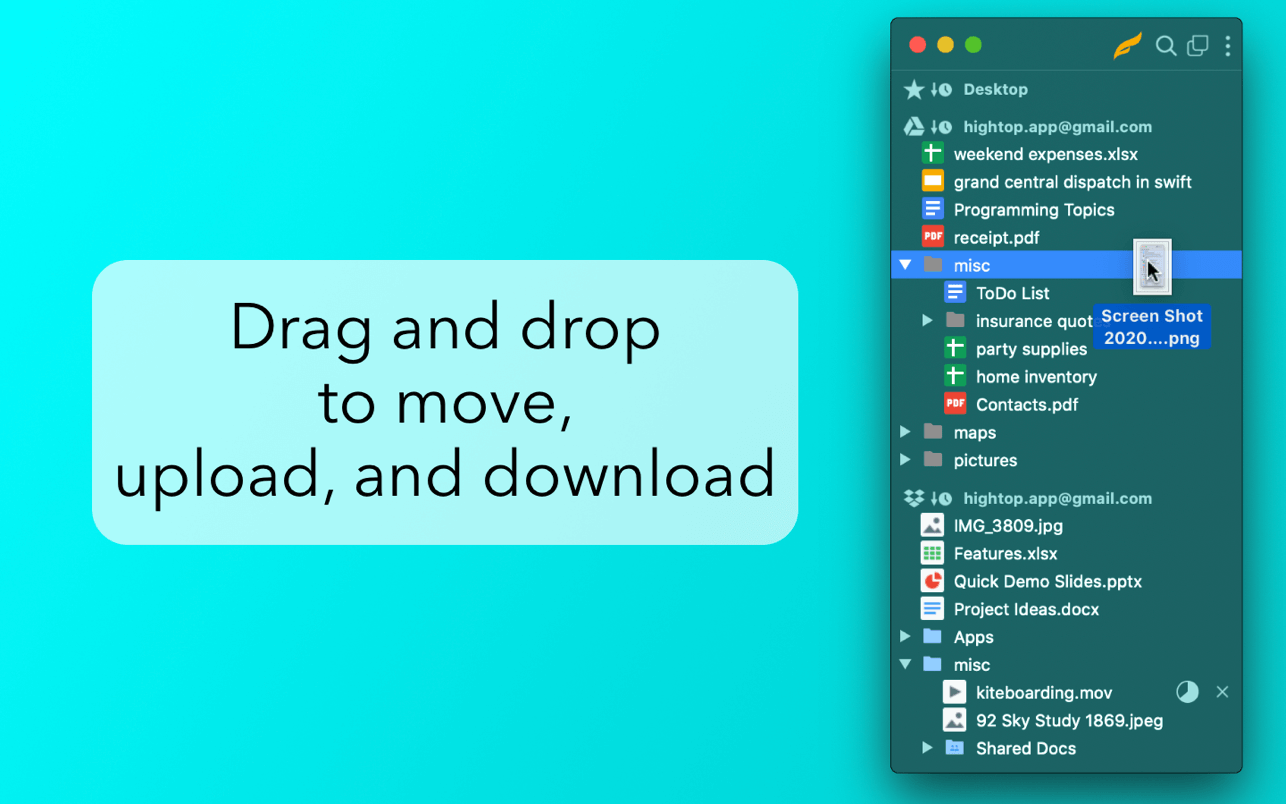 Drag and drop
to move,
upload, and download
Desktop
hightop.app@gmail.com
weekend expenses.xlsx
grand central dispatch in swift
Programming Topics
PDF receipt.pdf
misc
ToDo List
insurance quot
Screen Shot
2020....png
party supplies
home inventory
PDF Contacts.pdf
maps
pictures
hightop.app@gmail.com
IMG_3809.jpg
Features.xlsx
Quick Demo Slides.pptx
Project Ideas.docx
Apps
misc
kiteboarding.mov
92 Sky Study 1869.jpeg
Shared Docs